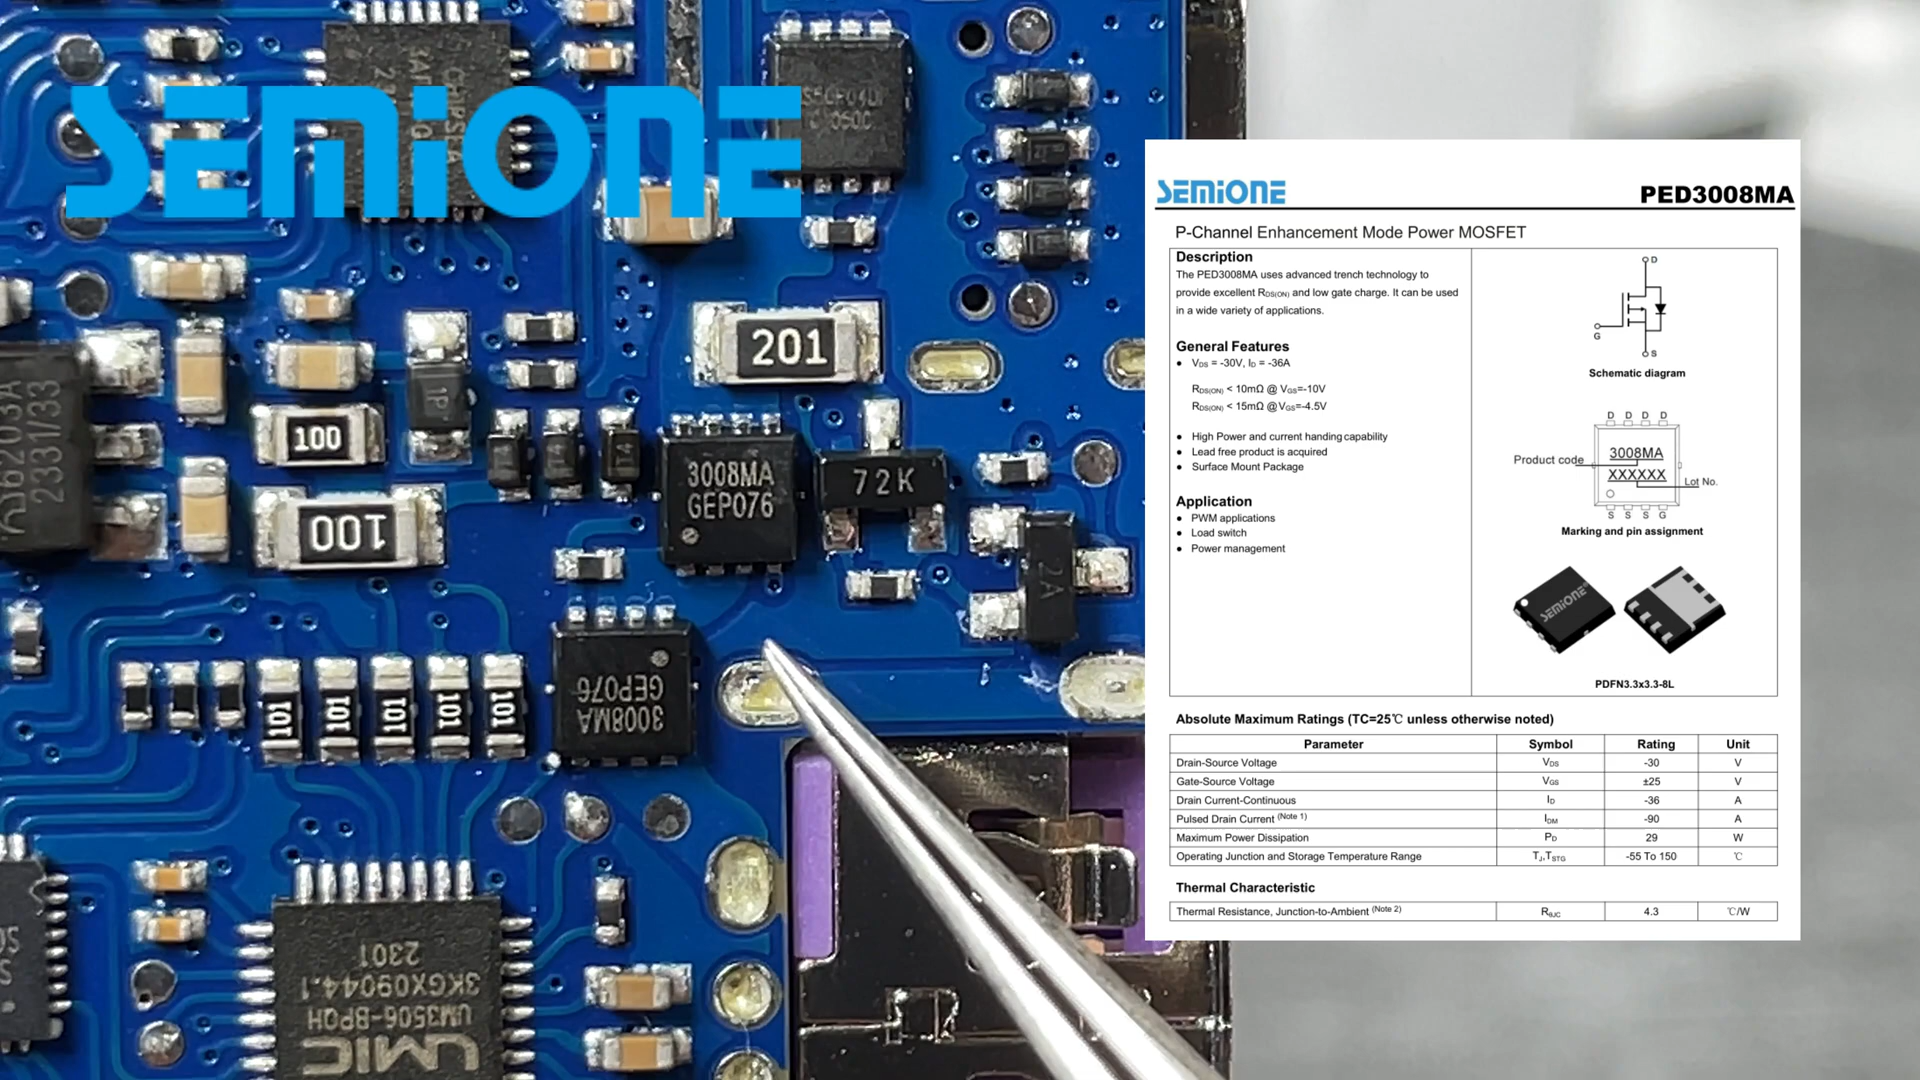 SEMiONE
201
100
100
3008MA
GEP076
72K
2A
3008MA
GEP076
101
101
101
101
101
2331/33
UMIC
UM3506-BPQH
3KGX09044.1
2301
SEMiONE
PED3008MA
P-Channel Enhancement Mode Power MOSFET
Description
The PED3008MA uses advanced trench technology to
provide excellent RDS(ON) and low gate charge. It can be used
in a wide variety of applications.
General Features
● VDS = -30V, ID = -36A
RDS(ON) < 10mΩ @ VGS=-10V
RDS(ON) < 15mΩ @ VGS=-4.5V
● High Power and current handing capability
● Lead free product is acquired
● Surface Mount Package
Application
● PWM applications
● Load switch
● Power management
D
G
S
Schematic diagram
D D D D
3008MA
Product code
XXXXXX
Lot No.
S S S G
Marking and pin assignment
SEMiONE
PDFN3.3x3.3-8L
Absolute Maximum Ratings (TC=25℃ unless otherwise noted)
Parameter Symbol Rating Unit
Drain-Source Voltage VDS -30 V
Gate-Source Voltage VGS ±25 V
Drain Current-Continuous ID -36 A
Pulsed Drain Current (Note 1) IDM -90 A
Maximum Power Dissipation PD 29 W
Operating Junction and Storage Temperature Range TJ,TSTG -55 To 150 ℃
Thermal Characteristic
Thermal Resistance, Junction-to-Ambient (Note 2) RθJC 4.3 ℃/W